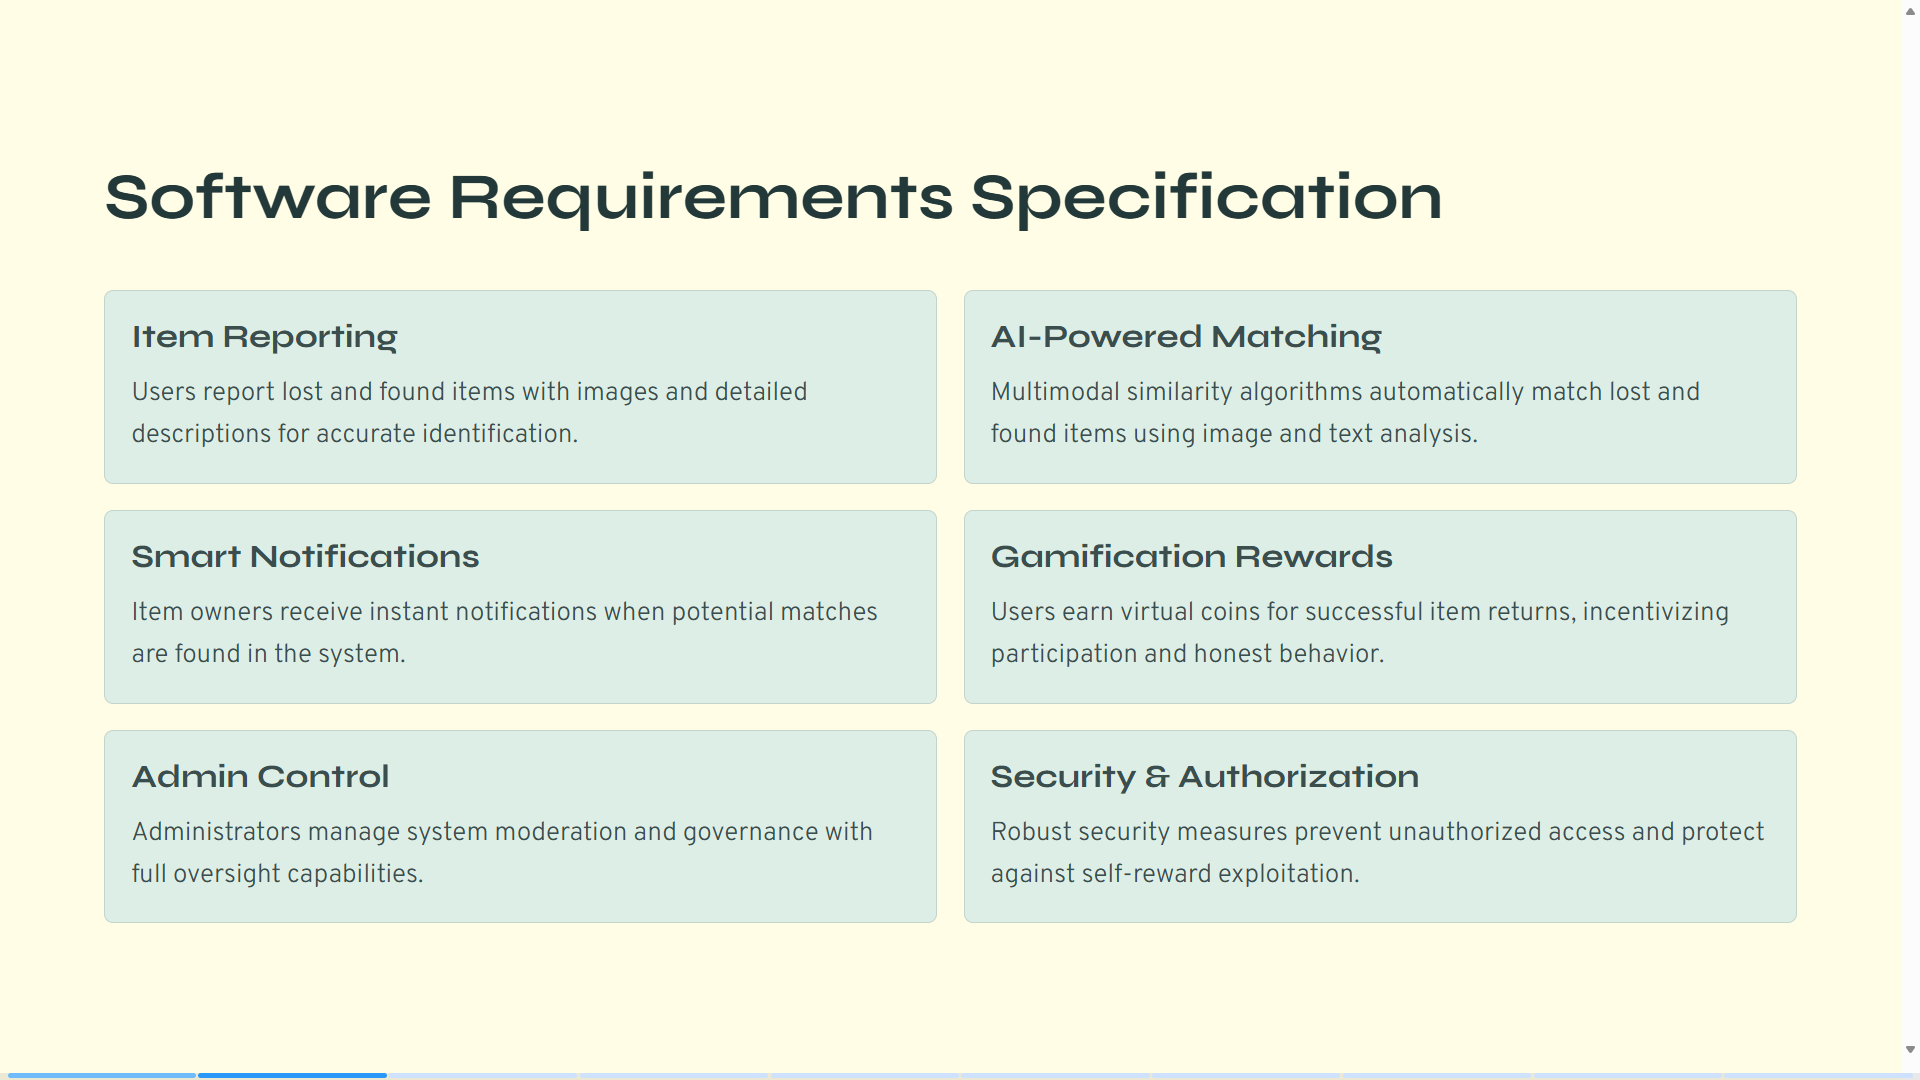 Software Requirements Specification
Item Reporting
Users report lost and found items with images and detailed
descriptions for accurate identification.
AI-Powered Matching
Multimodal similarity algorithms automatically match lost and
found items using image and text analysis.
Smart Notifications
Item owners receive instant notifications when potential matches
are found in the system.
Gamification Rewards
Users earn virtual coins for successful item returns, incentivizing
participation and honest behavior.
Admin Control
Administrators manage system moderation and governance with
full oversight capabilities.
Security & Authorization
Robust security measures prevent unauthorized access and protect
against self-reward exploitation.